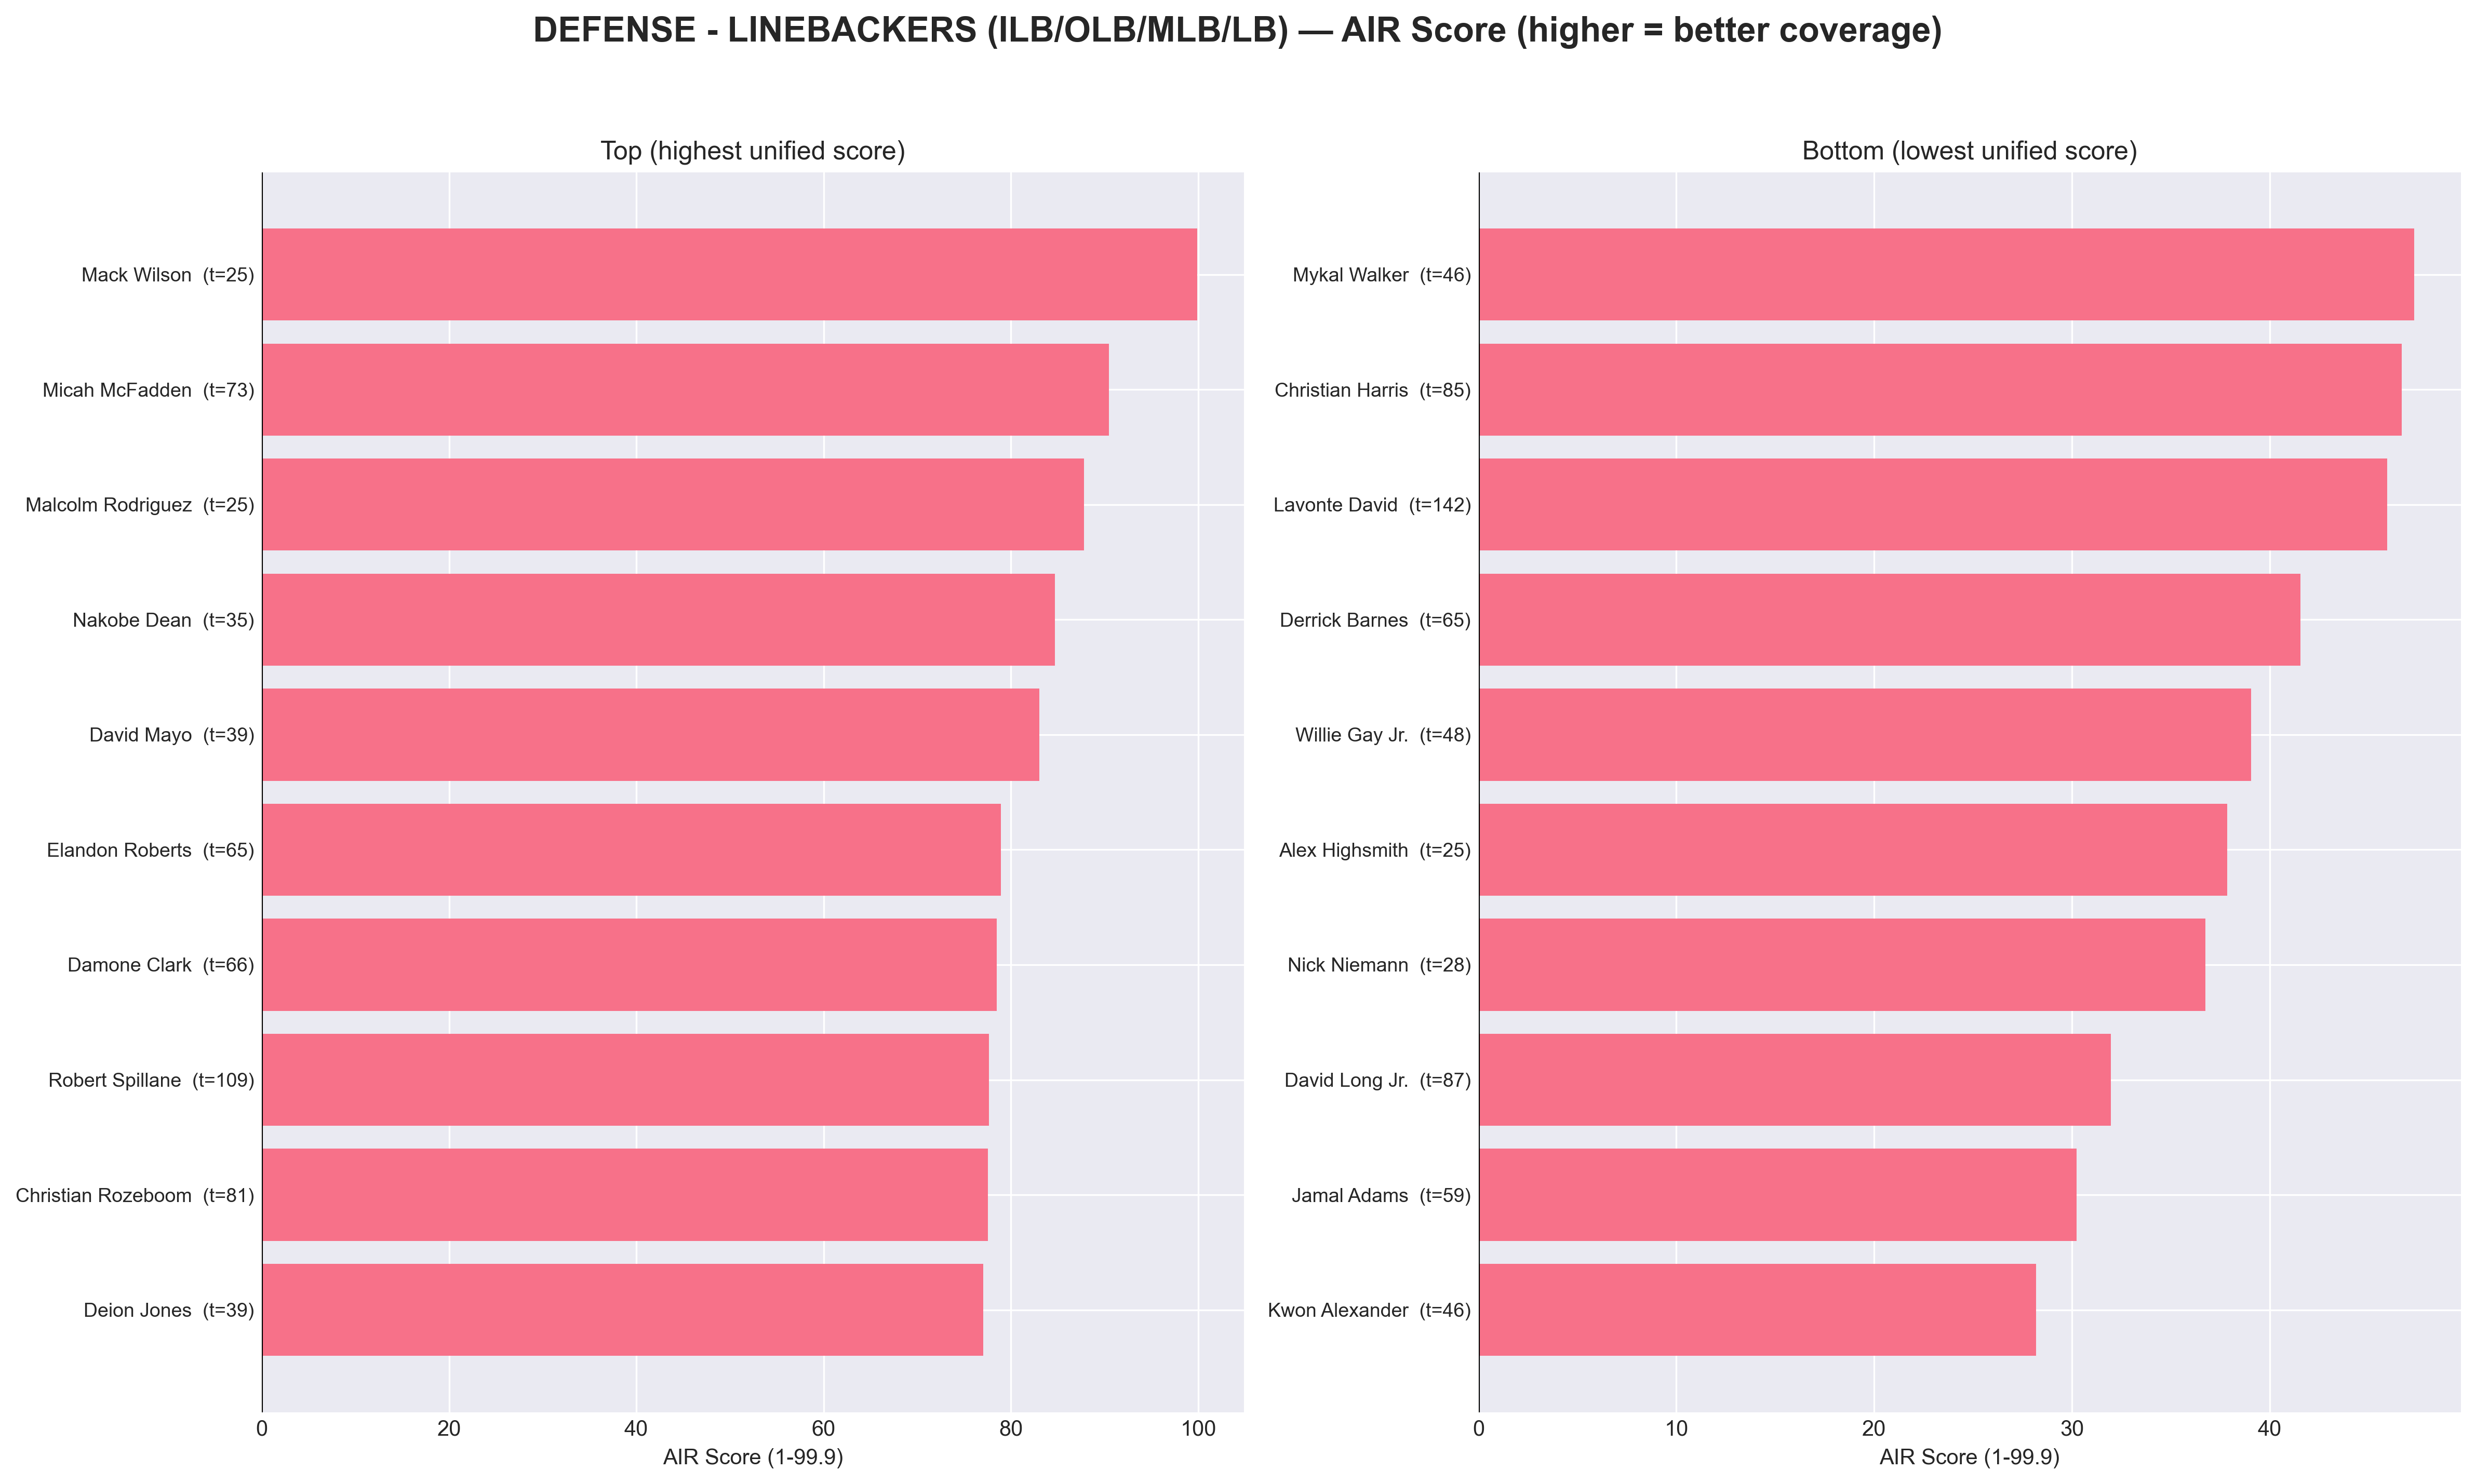 DEFENSE - LINEBACKERS (ILB/OLB/MLB/LB) — AIR Score (higher = better coverage)
Top (highest unified score)
Mack Wilson (t=25)
Micah McFadden (t=73)
Malcolm Rodriguez (t=25)
Nakobe Dean (t=35)
David Mayo (t=39)
Elandon Roberts (t=65)
Damone Clark (t=66)
Robert Spillane (t=109)
Christian Rozeboom (t=81)
Deion Jones (t=39)
0 20 40 60 80 100
AIR Score (1-99.9)
Bottom (lowest unified score)
Mykal Walker (t=46)
Christian Harris (t=85)
Lavonte David (t=142)
Derrick Barnes (t=65)
Willie Gay Jr. (t=48)
Alex Highsmith (t=25)
Nick Niemann (t=28)
David Long Jr. (t=87)
Jamal Adams (t=59)
Kwon Alexander (t=46)
0 10 20 30 40
AIR Score (1-99.9)